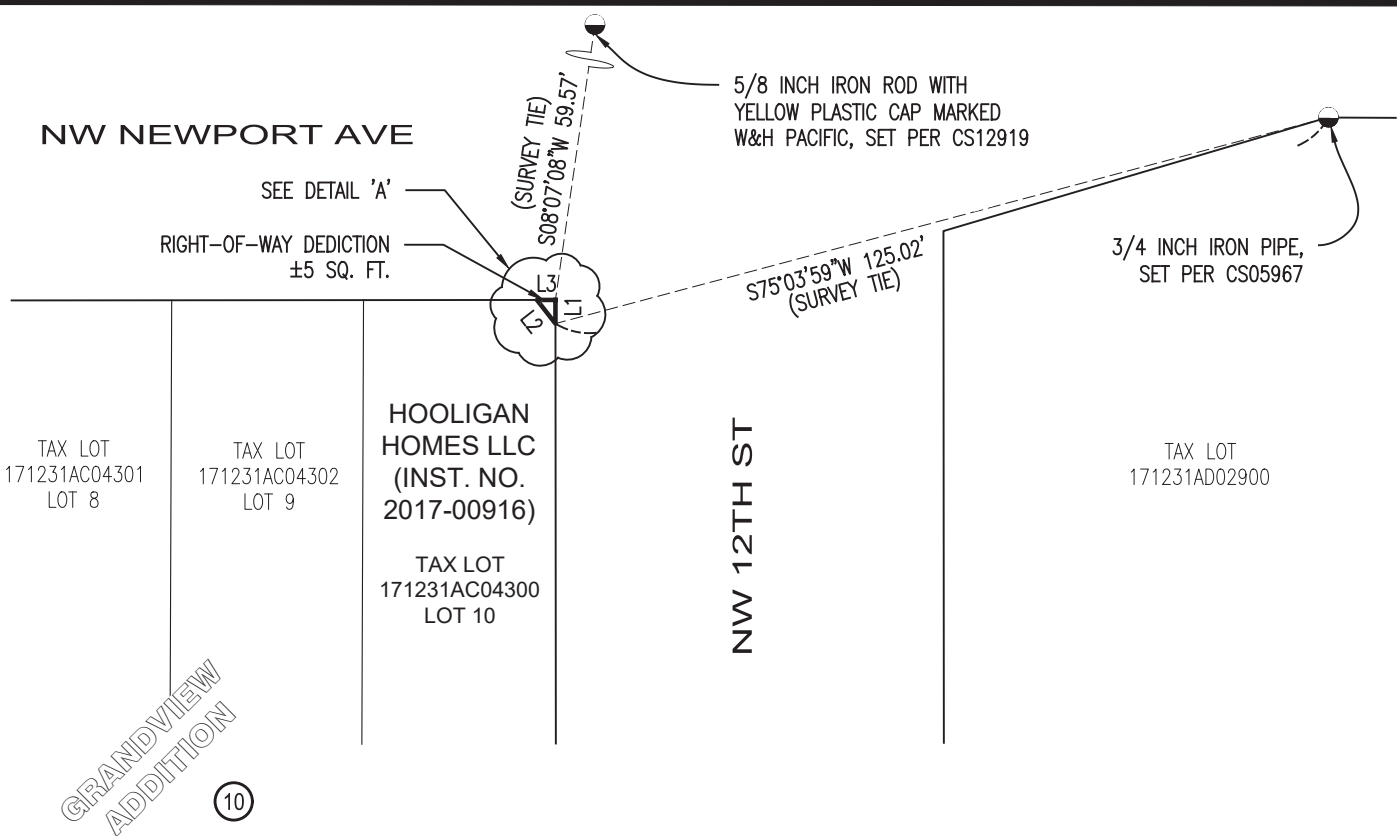 5/8 INCH IRON ROD WITH
YELLOW PLASTIC CAP MARKED
W&H PACIFIC, SET PER CS12919
NW NEWPORT AVE
(SURVEY TIE)
S08°07'08"W 59.57'
SEE DETAIL 'A'
RIGHT-OF-WAY DEDICTION
±5 SQ. FT.
3/4 INCH IRON PIPE,
SET PER CS05967
S75°03'59"W 125.02'
(SURVEY TIE)
L3
L1
L2
HOOLIGAN
HOMES LLC
(INST. NO.
2017-00916)
TAX LOT
171231AC04300
LOT 10
TAX LOT
171231AC04301
LOT 8
TAX LOT
171231AC04302
LOT 9
NW 12TH ST
TAX LOT
171231AD02900
GRANDVIEW
ADDITION
10